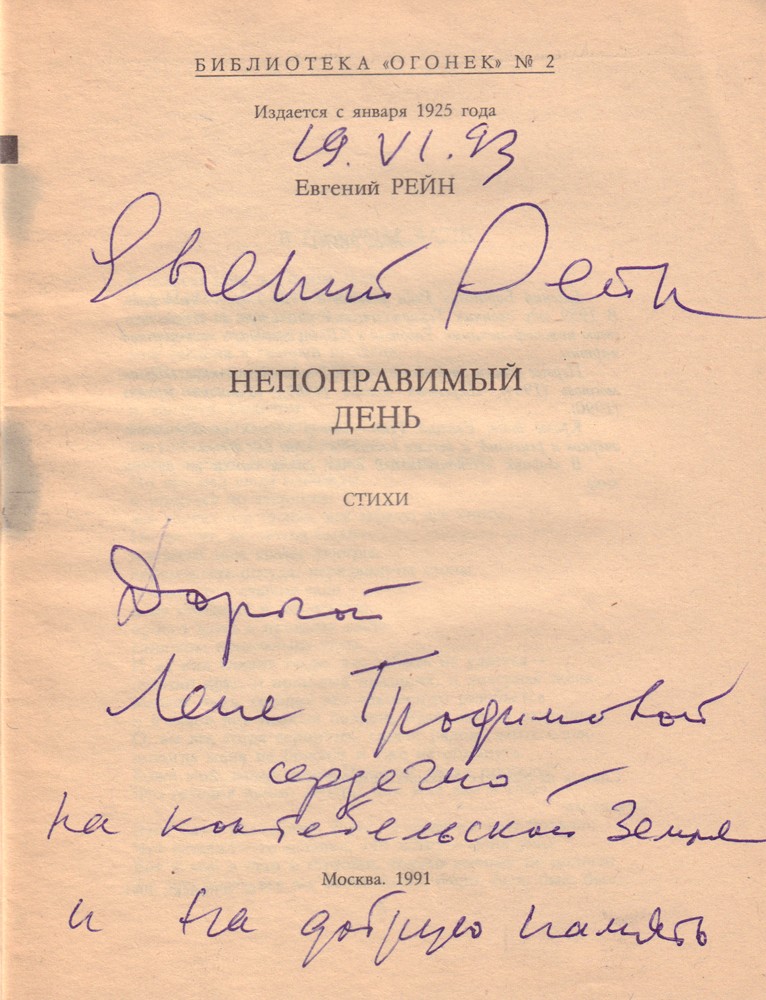 БИБЛИОТЕКА «ОГОНЕК» № 2
Издается с января 1925 года
19. VI. 93
Евгений РЕЙН
Евгений Рейн
НЕПОПРАВИМЫЙ
ДЕНЬ
СТИХИ
Дорогой
Лене Трофимовой
сердечно
на коктебельской земле
Москва. 1991
и на добрую память